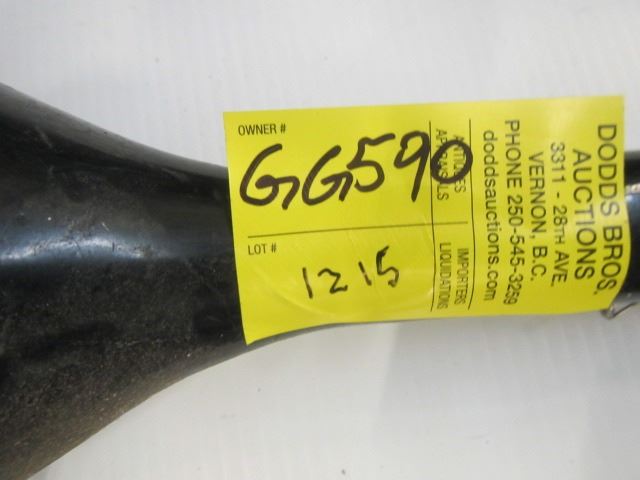 OWNER #
GG590
LOT #
1215
ANTIQUES
APPRAISALS
IMPORTERS
LIQUIDATIONS
DODDS BROS.
AUCTIONS
3311 - 28TH AVE.
VERNON, B.C.
PHONE 250-545-3259
doddsauctions.com